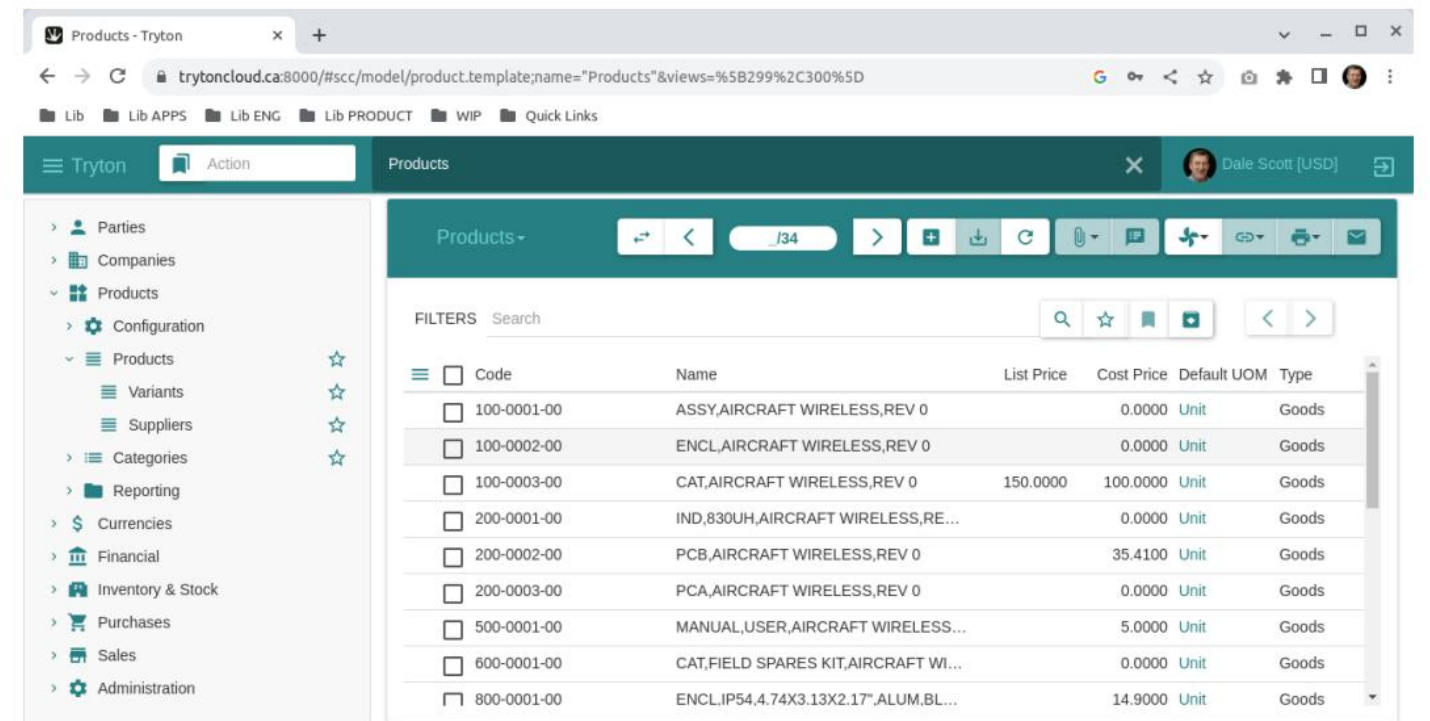 Products - Tryton
trytoncloud.ca:8000/#scc/model/product.template;name="Products"&views=%5B299%2C300%5D
Lib Lib APPS Lib ENG Lib PRODUCT WIP Quick Links
Tryton Action Products Dale Scott [USD]
Parties
Companies
Products
Configuration
Products
Variants
Suppliers
Categories
Reporting
Currencies
Financial
Inventory & Stock
Purchases
Sales
Administration
Products _/34
FILTERS Search
Code Name List Price Cost Price Default UOM Type
100-0001-00 ASSY,AIRCRAFT WIRELESS,REV 0 0.0000 Unit Goods
100-0002-00 ENCL,AIRCRAFT WIRELESS,REV 0 0.0000 Unit Goods
100-0003-00 CAT,AIRCRAFT WIRELESS,REV 0 150.0000 100.0000 Unit Goods
200-0001-00 IND,830UH,AIRCRAFT WIRELESS,RE... 0.0000 Unit Goods
200-0002-00 PCB,AIRCRAFT WIRELESS,REV 0 35.4100 Unit Goods
200-0003-00 PCA,AIRCRAFT WIRELESS,REV 0 0.0000 Unit Goods
500-0001-00 MANUAL,USER,AIRCRAFT WIRELESS... 5.0000 Unit Goods
600-0001-00 CAT,FIELD SPARES KIT,AIRCRAFT WI... 0.0000 Unit Goods
800-0001-00 ENCL,IP54,4.74X3.13X2.17",ALUM,BL... 14.9000 Unit Goods